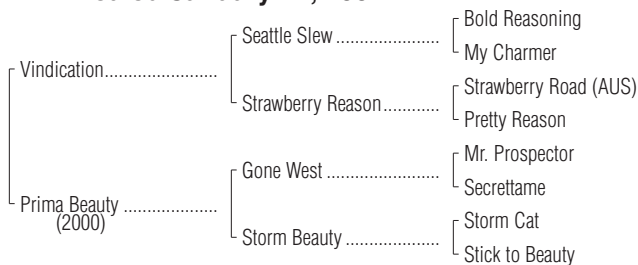 Bold Reasoning
Seattle Slew
My Charmer
Vindication
Strawberry Road (AUS)
Strawberry Reason
Pretty Reason
Mr. Prospector
Gone West
Secrettame
Prima Beauty
(2000)
Storm Cat
Storm Beauty
Stick to Beauty